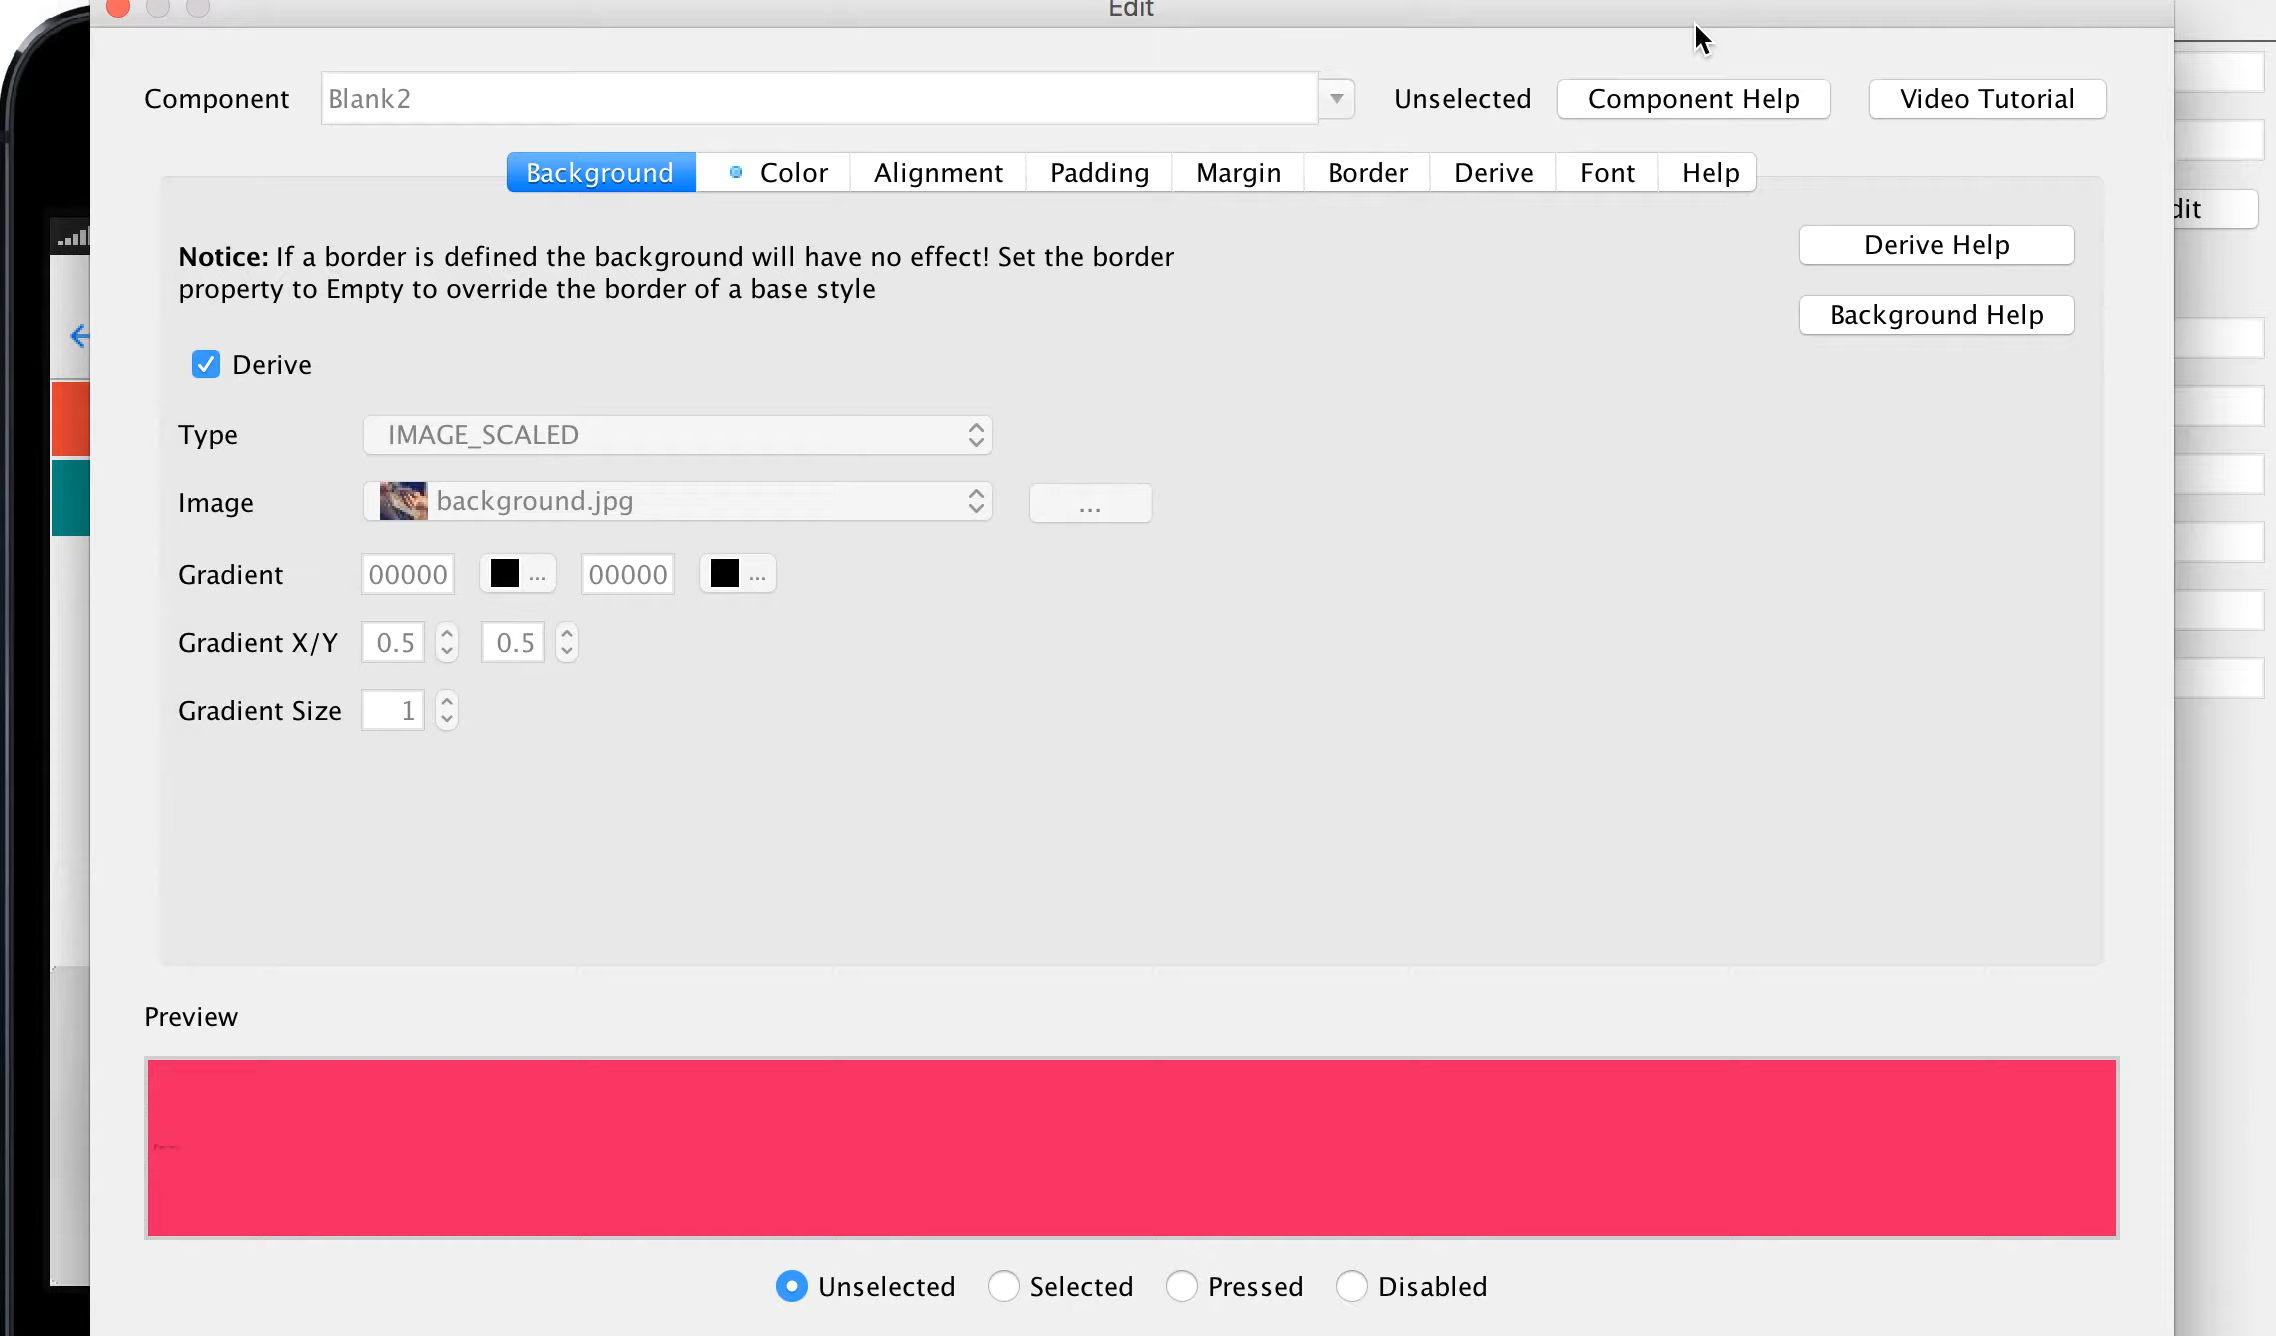 Edit
Component Blank2 Unselected Component Help Video Tutorial
Background Color Alignment Padding Margin Border Derive Font Help
dit
Notice: If a border is defined the background will have no effect! Set the border
property to Empty to override the border of a base style
Derive Help
Background Help
Derive
Type IMAGE_SCALED
Image background.jpg ...
Gradient 00000 ... 00000 ...
Gradient X/Y 0.5 0.5
Gradient Size 1
Preview
Unselected Selected Pressed Disabled